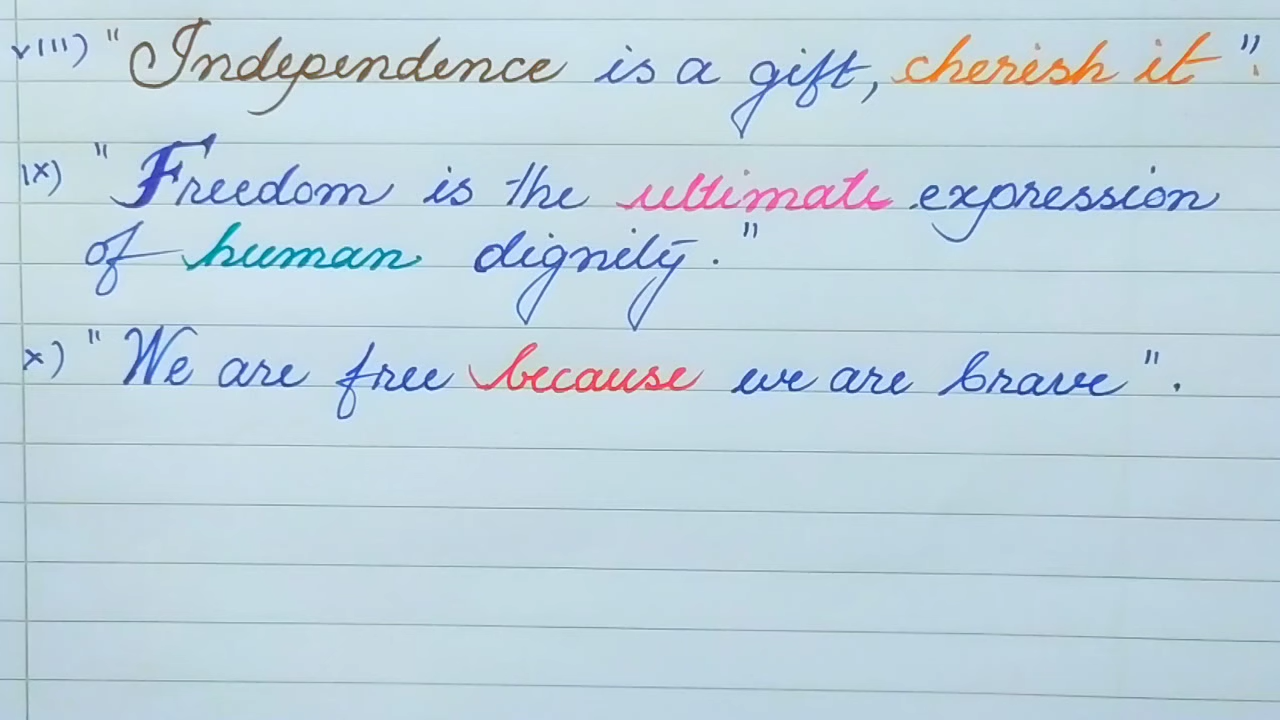 viii) "Independence is a gift, cherish it".
ix) "Freedom is the ultimate expression
of human dignity."
x) "We are free because we are brave".